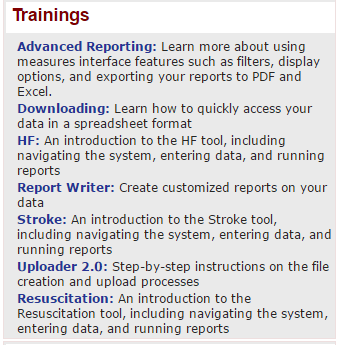 Trainings
Advanced Reporting: Learn more about using
measures interface features such as filters, display
options, and exporting your reports to PDF and
Excel.
Downloading: Learn how to quickly access your
data in a spreadsheet format
HF: An introduction to the HF tool, including
navigating the system, entering data, and running
reports
Report Writer: Create customized reports on your
data
Stroke: An introduction to the Stroke tool,
including navigating the system, entering data, and
running reports
Uploader 2.0: Step-by-step instructions on the file
creation and upload processes
Resuscitation: An introduction to the
Resuscitation tool, including navigating the system,
entering data, and running reports